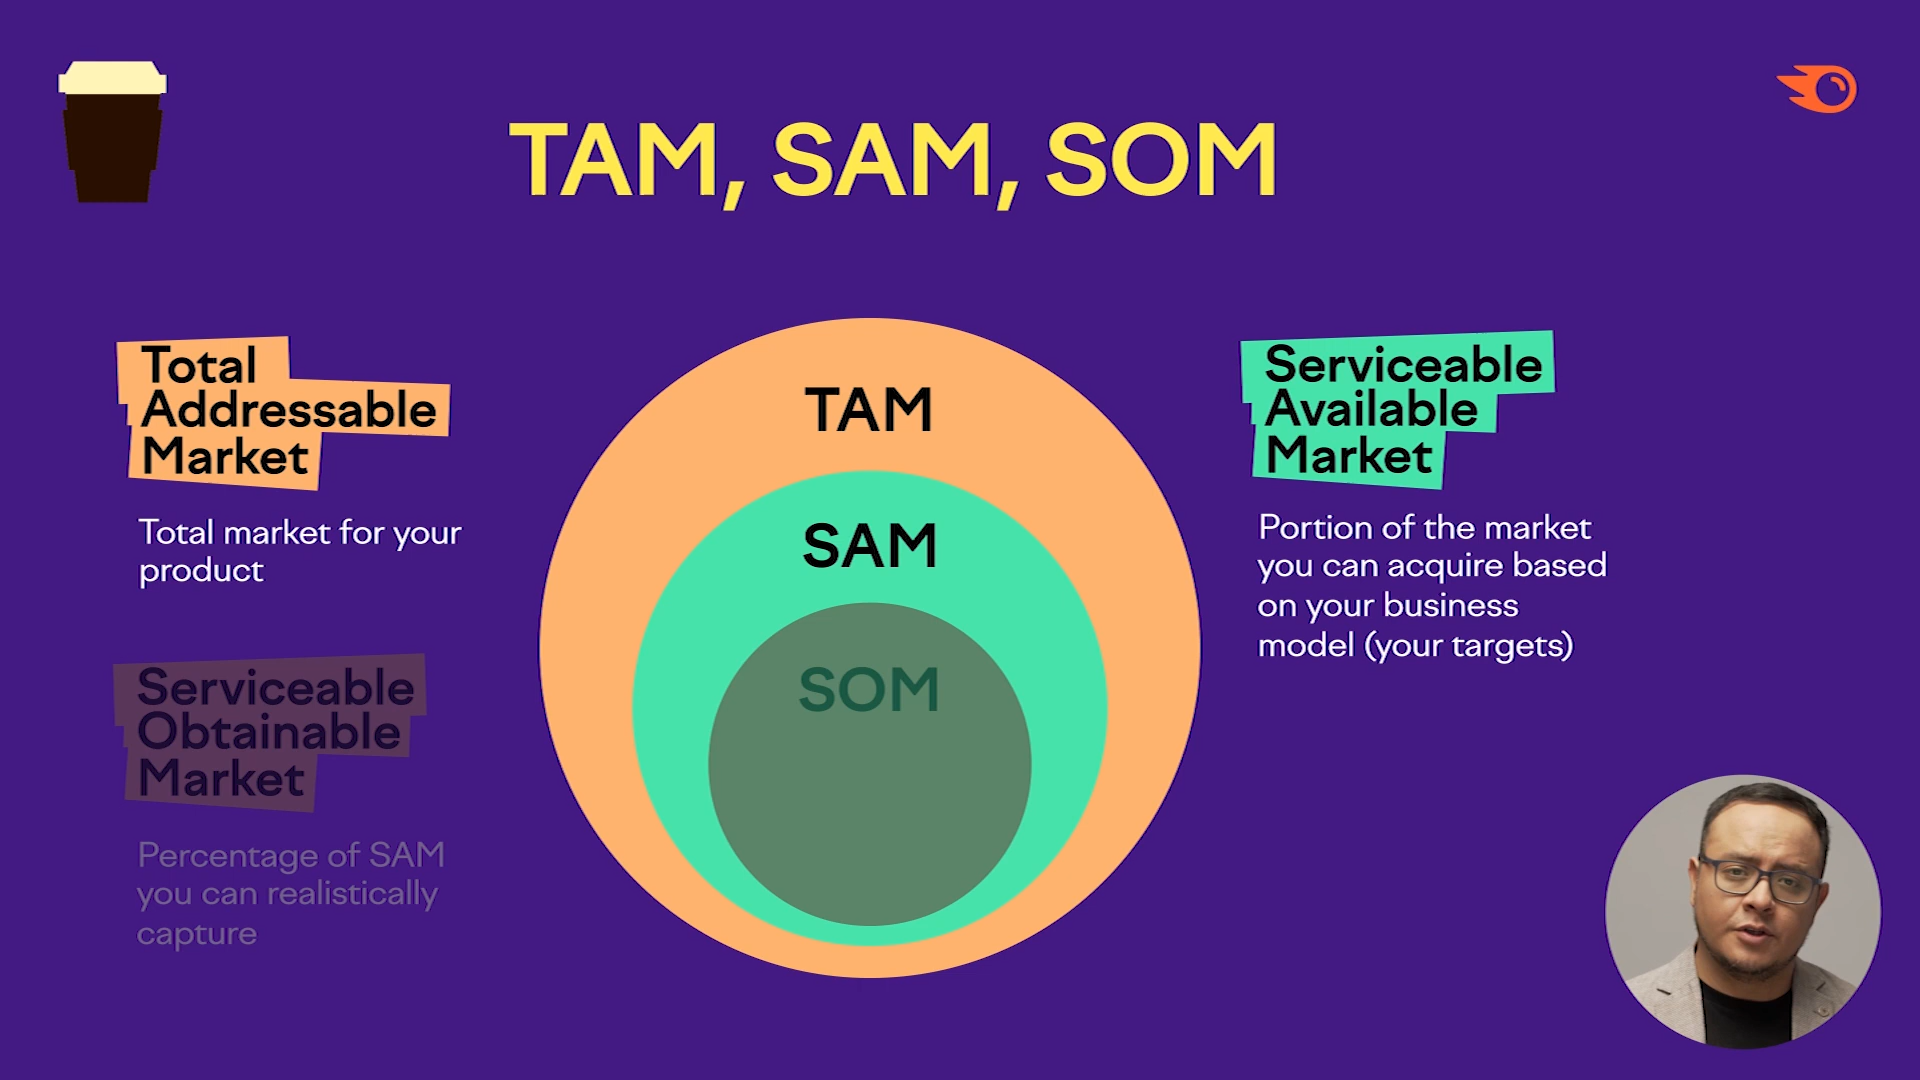 TAM, SAM, SOM
Total
Addressable
Market
Total market for your
product
Serviceable
Obtainable
Market
Percentage of SAM
you can realistically
capture
TAM
SAM
SOM
Serviceable
Available
Market
Portion of the market
you can acquire based
on your business
model (your targets)